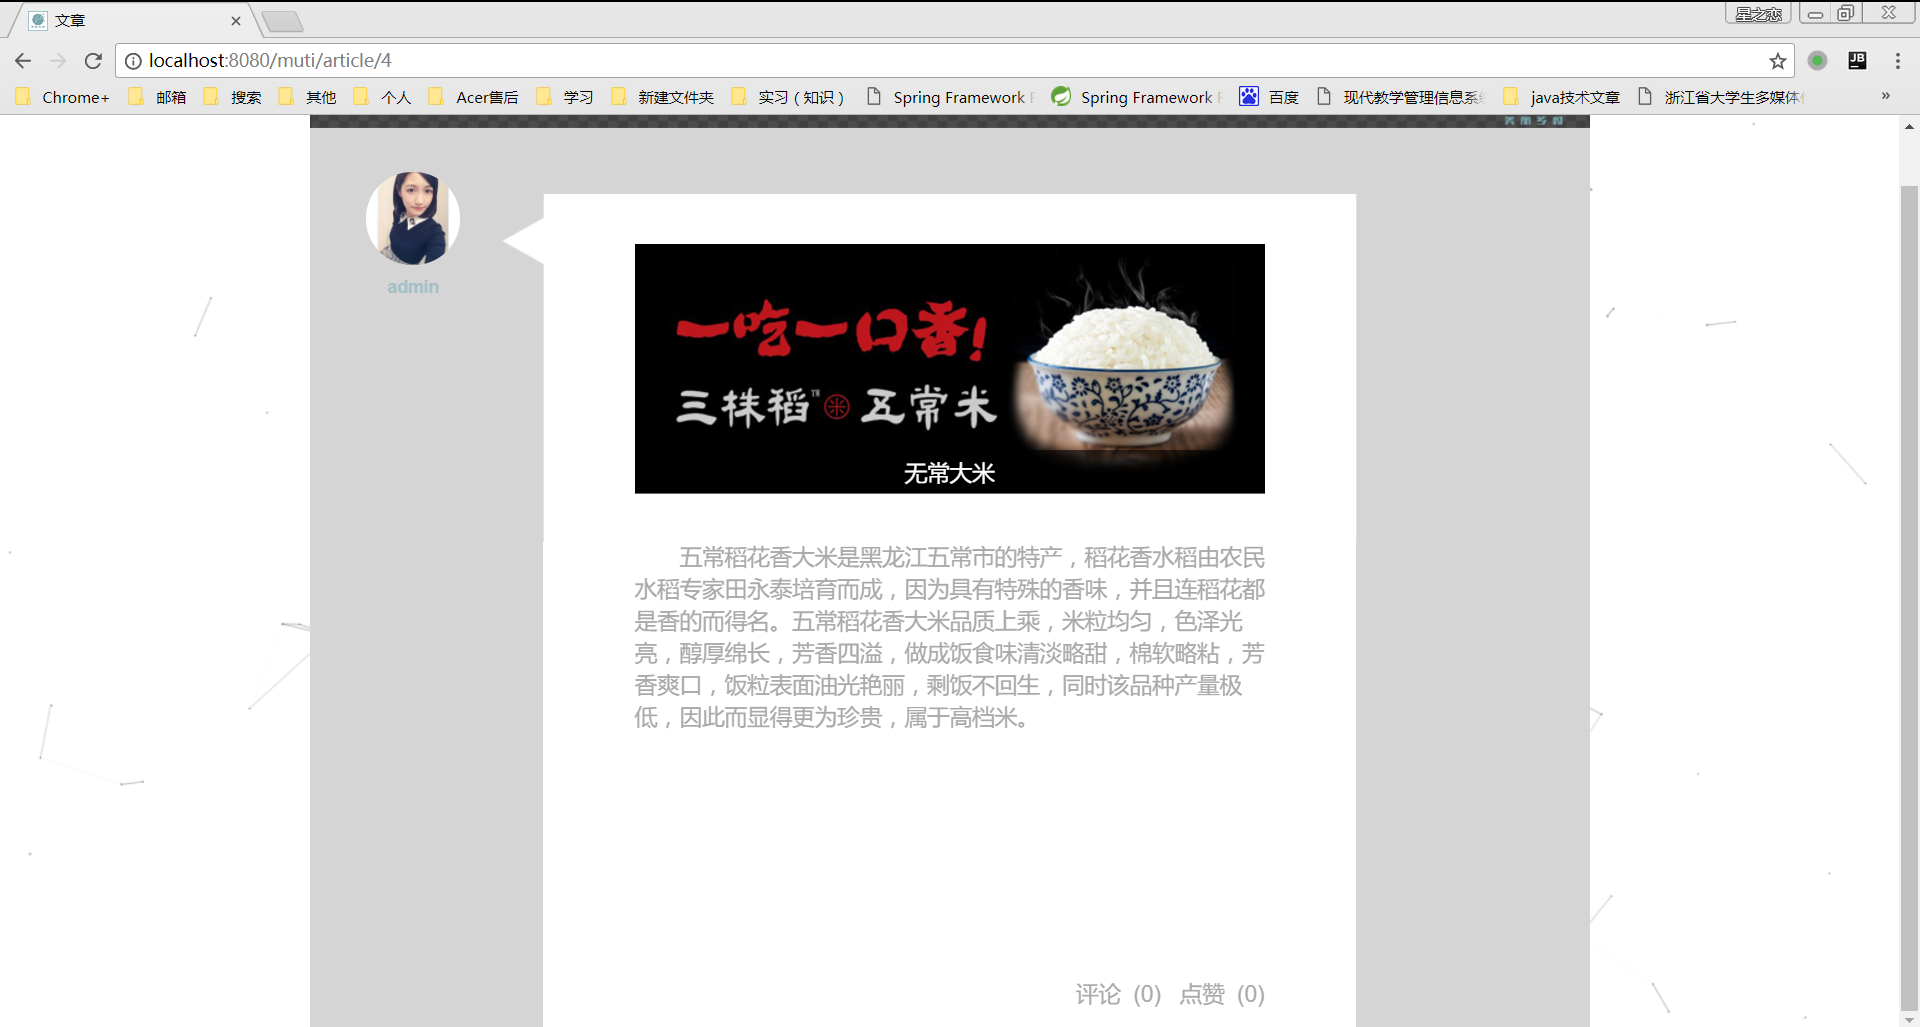 文章
星之恋
localhost:8080/muti/article/4
Chrome+ 邮箱 搜索 其他 个人 Acer售后 学习 新建文件夹 实习（知识） Spring Framework Spring Framework 百度 现代教学管理信息系 java技术文章 浙江省大学生多媒体 »
美丽乡村
admin
一吃一口香!
三株稻™ 米 五常米
无常大米
五常稻花香大米是黑龙江五常市的特产，稻花香水稻由农民
水稻专家田永泰培育而成，因为具有特殊的香味，并且连稻花都
是香的而得名。五常稻花香大米品质上乘，米粒均匀，色泽光
亮，醇厚绵长，芳香四溢，做成饭食味清淡略甜，棉软略粘，芳
香爽口，饭粒表面油光艳丽，剩饭不回生，同时该品种产量极
低，因此而显得更为珍贵，属于高档米。
评论 (0) 点赞 (0)